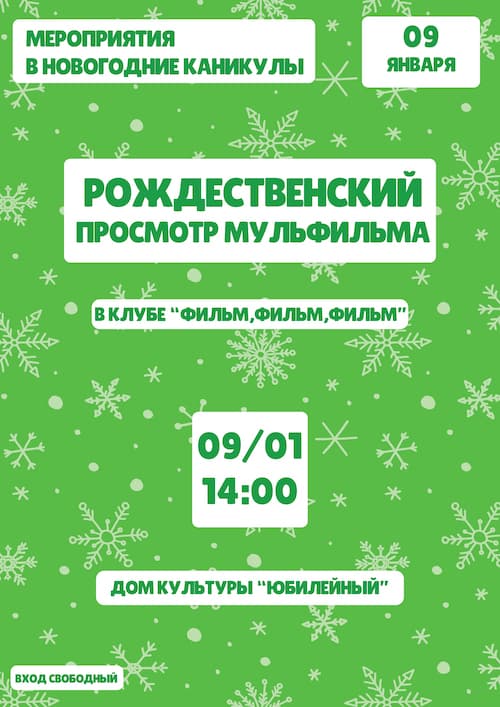 МЕРОПРИЯТИЯ
В НОВОГОДНИЕ КАНИКУЛЫ
09
ЯНВАРЯ
РОЖДЕСТВЕНСКИЙ
ПРОСМОТР МУЛЬФИЛЬМА
В КЛУБЕ “ФИЛЬМ,ФИЛЬМ,ФИЛЬМ”
09/01
14:00
ДОМ КУЛЬТУРЫ “ЮБИЛЕЙНЫЙ”
ВХОД СВОБОДНЫЙ